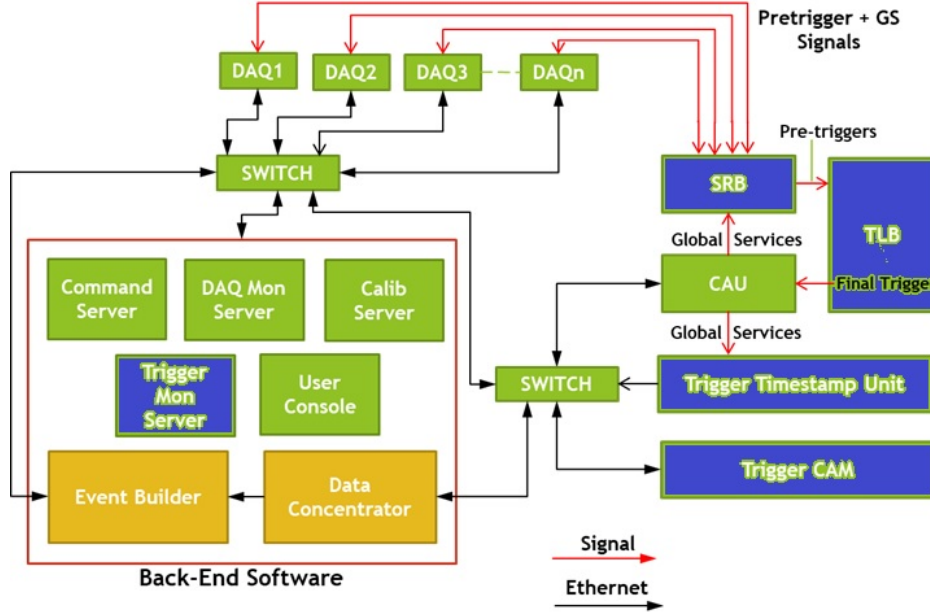 Pretrigger + GS
Signals
DAQ1
DAQ2
DAQ3
DAQn
Pre-triggers
SWITCH
SRB
TLB
Global Services
CAU
Final Trigger
Global Services
Command
Server
DAQ Mon
Server
Calib
Server
Trigger
Mon
Server
User
Console
SWITCH
Trigger Timestamp Unit
Trigger CAM
Event Builder
Data
Concentrator
Back-End Software
Signal
Ethernet